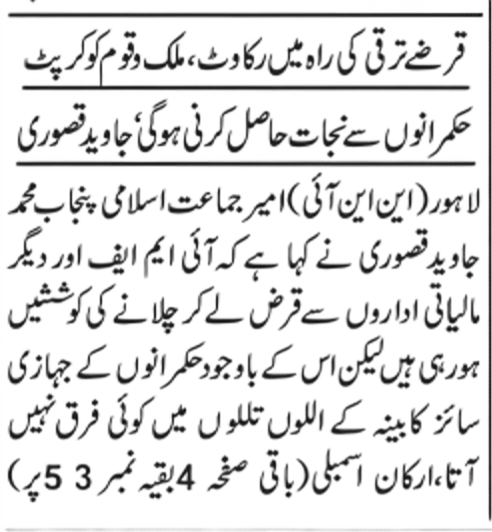 قرضے ترقی کی راہ میں رکاوٹ، ملک و قوم کو کرپٹ
حکمرانوں سے نجات حاصل کرنی ہوگی‘ جاوید قصوری
لاہور(این این آئی)امیر جماعت اسلامی پنجاب محمد
جاوید قصوری نے کہا ہے کہ آئی ایم ایف اور دیگر
مالیاتی اداروں سے قرض لے کر چلانے کی کوششیں
ہورہی ہیں لیکن اس کے باوجود حکمرانوں کے جہازی
سائز کابینہ کے اللوں تللوں میں کوئی فرق نہیں
آتا،ارکان اسمبلی(باقی صفحہ 4بقیہ نمبر 3 5پر)